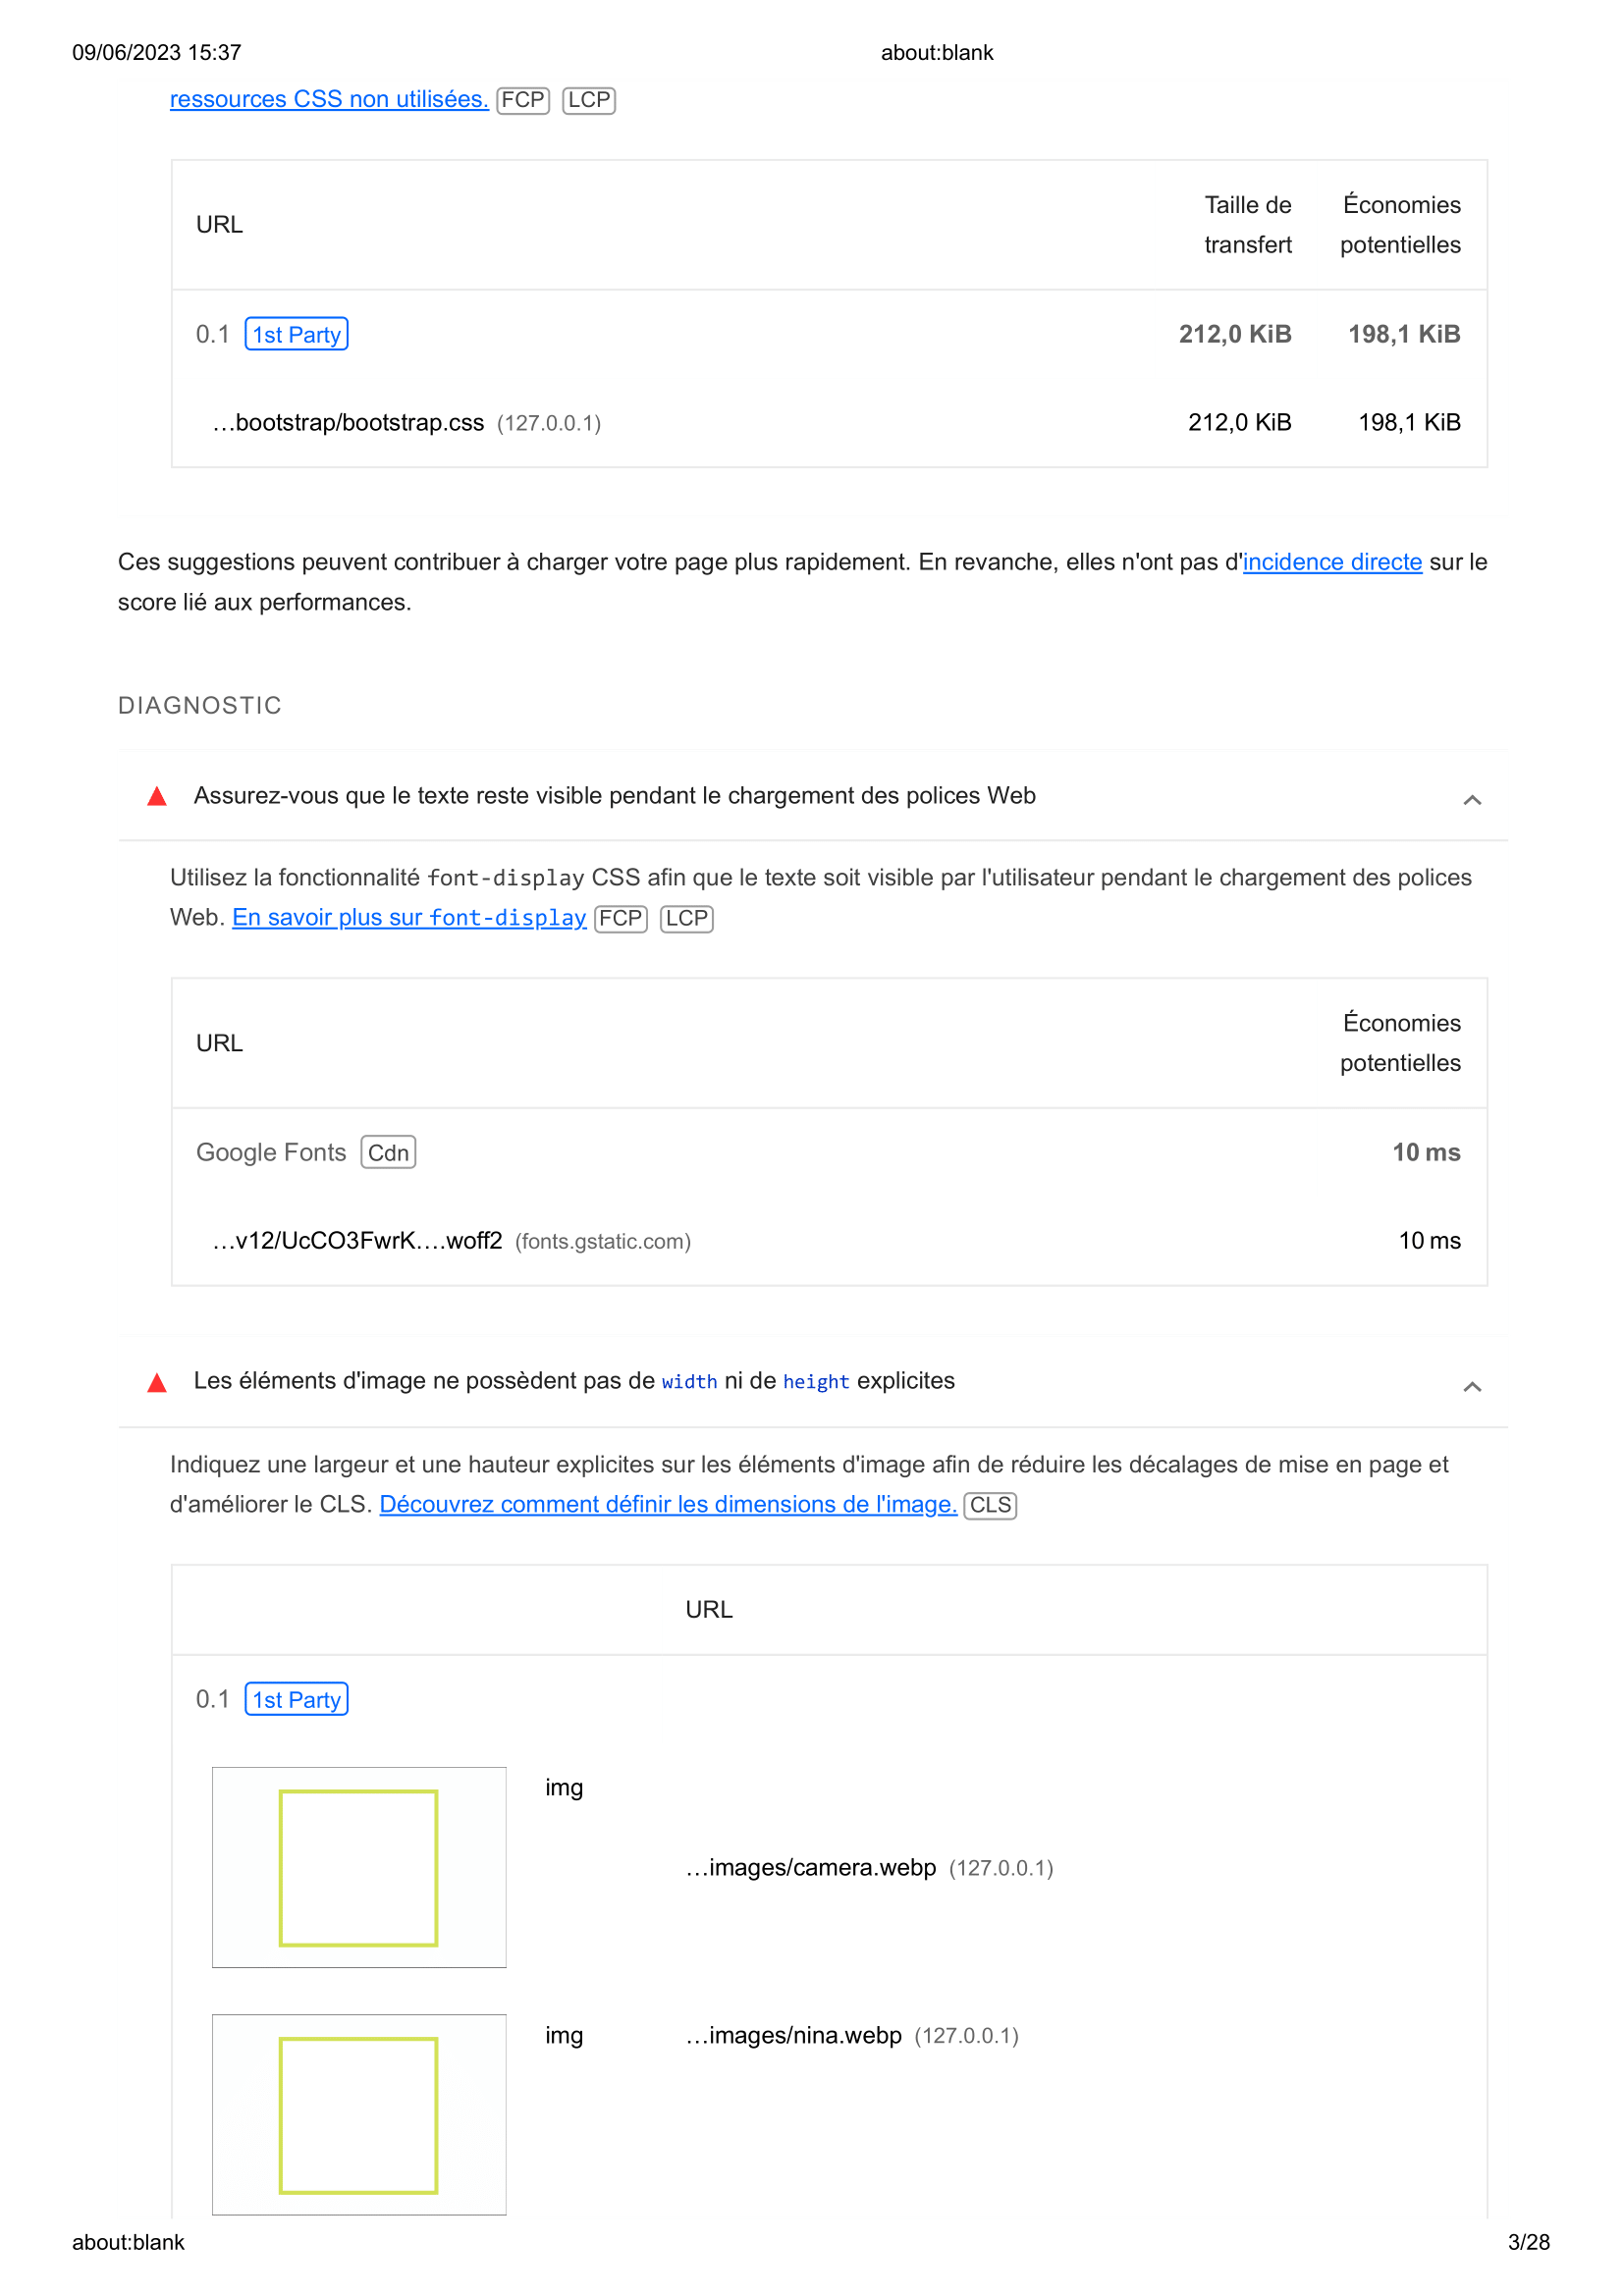 09/06/2023 15:37 about:blank
ressources CSS non utilisées. FCP LCP
URL Taille de transfert Économies potentielles
0.1 1st Party 212,0 KiB 198,1 KiB
…bootstrap/bootstrap.css (127.0.0.1) 212,0 KiB 198,1 KiB
Ces suggestions peuvent contribuer à charger votre page plus rapidement. En revanche, elles n'ont pas d'incidence directe sur le
score lié aux performances.
DIAGNOSTIC
Assurez-vous que le texte reste visible pendant le chargement des polices Web
Utilisez la fonctionnalité font-display CSS afin que le texte soit visible par l'utilisateur pendant le chargement des polices
Web. En savoir plus sur font-display FCP LCP
URL Économies potentielles
Google Fonts Cdn 10 ms
…v12/UcCO3FwrK….woff2 (fonts.gstatic.com) 10 ms
Les éléments d'image ne possèdent pas de width ni de height explicites
Indiquez une largeur et une hauteur explicites sur les éléments d'image afin de réduire les décalages de mise en page et
d'améliorer le CLS. Découvrez comment définir les dimensions de l'image. CLS
URL
0.1 1st Party
img
…images/camera.webp (127.0.0.1)
img …images/nina.webp (127.0.0.1)
about:blank 3/28